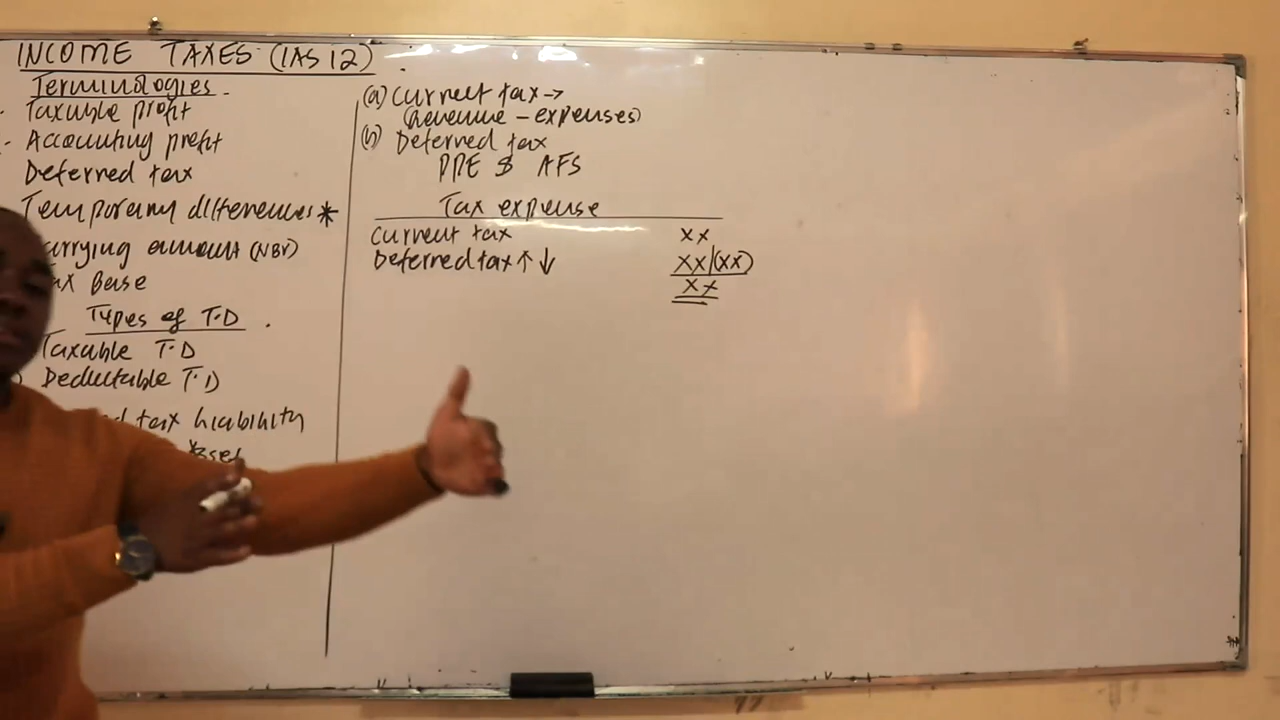 INCOME TAXES (IAS 12)
Terminologies
- Taxable profit
- Accounting profit
Deferred tax
Temporary differences *
arrying amount (NBV)
ax Base
Types of T.D
Taxable T.D
Deductable T.D
d tax liability
(a) Current tax →
(Revenue - expenses)
(b) Deferred tax
PPE $ AFS
Tax expense
Current tax xx
Deferred tax ↑ ↓ xx/(xx)
xx